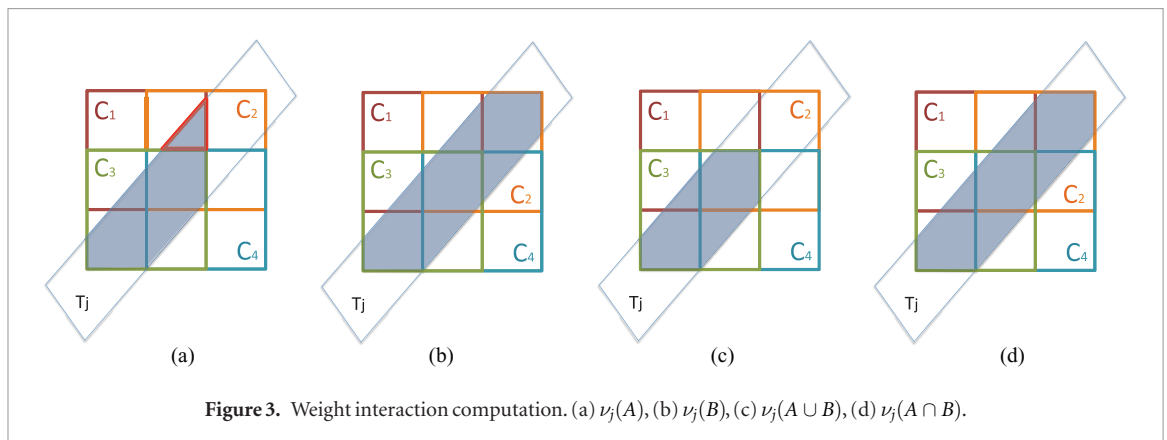 C1 C2
C3
C4
Tj
(a)
C1
C3
C2
C4
Tj
(b)
C1 C2
C3
C4
Tj
(c)
C1
C3
C2
C4
Tj
(d)
Figure 3. Weight interaction computation. (a) νj(A), (b) νj(B), (c) νj(A ∪ B), (d) νj(A ∩ B).